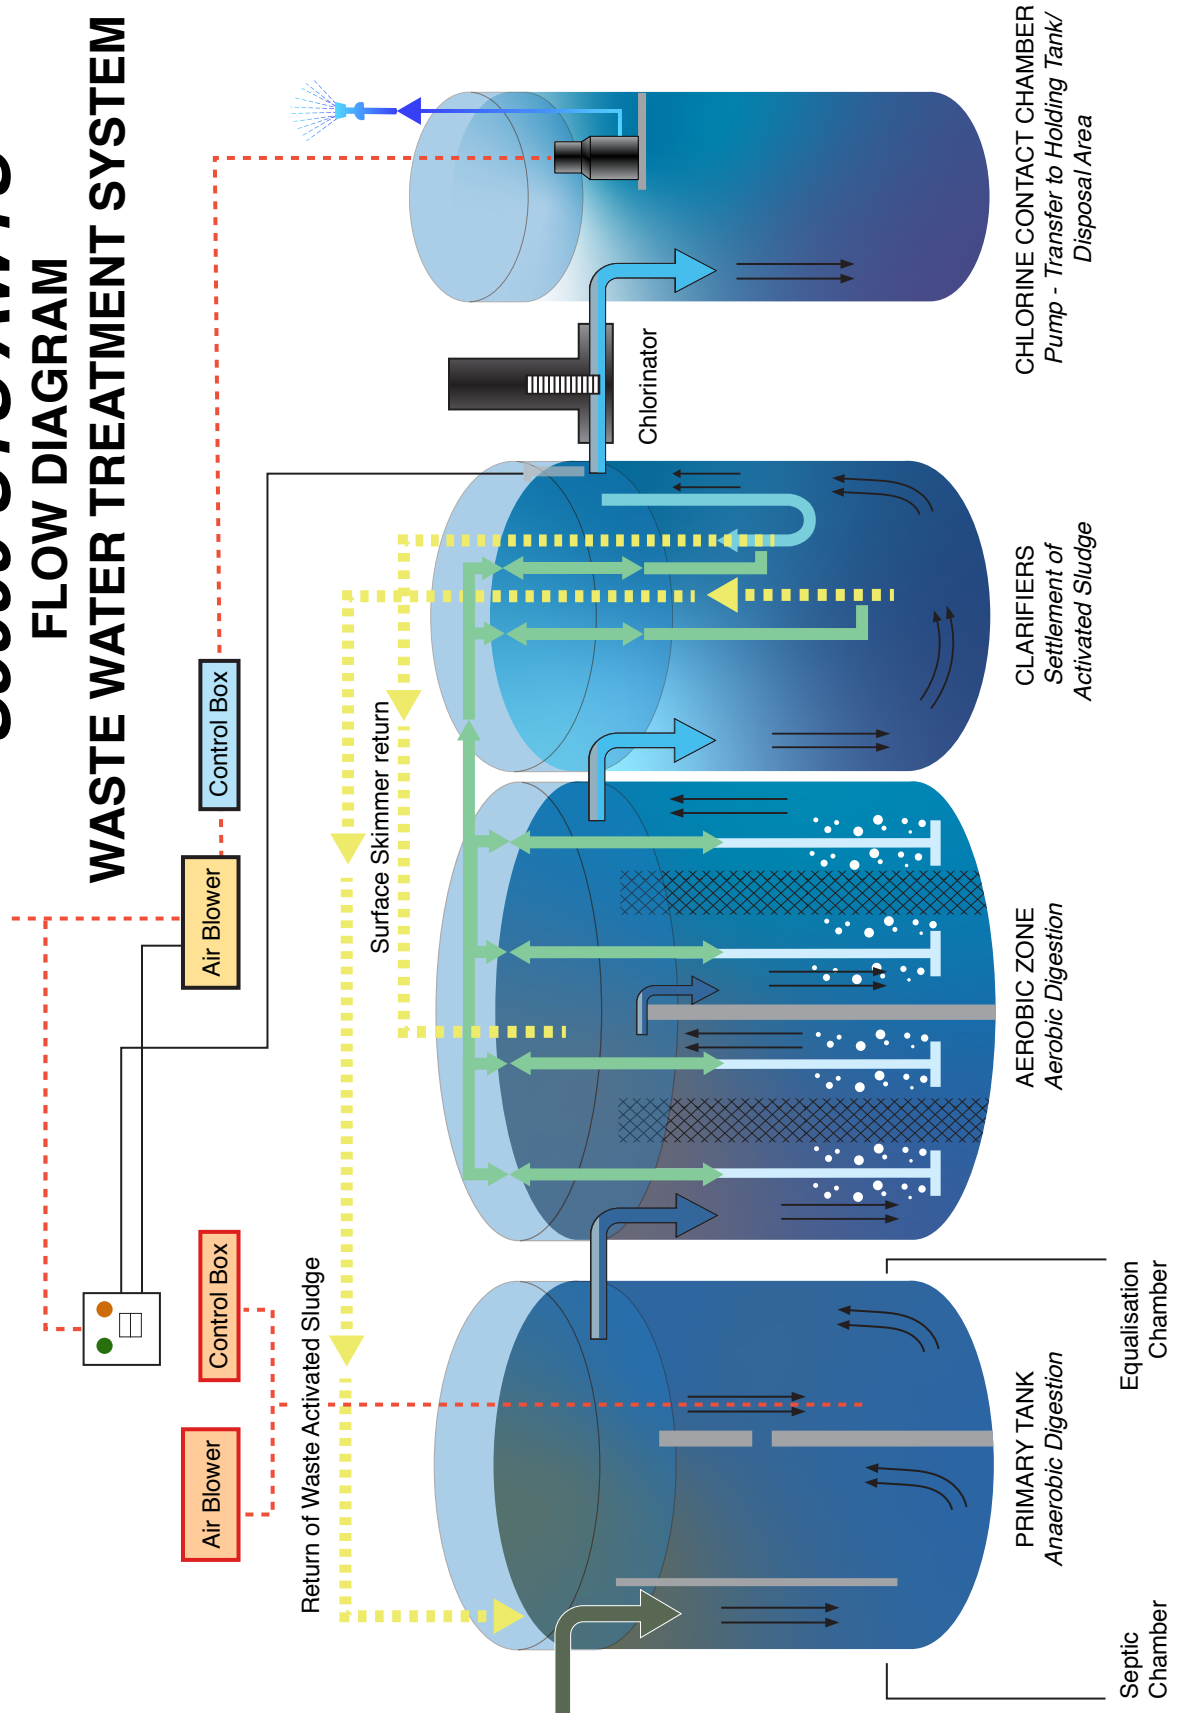 FLOW DIAGRAM
WASTE WATER TREATMENT SYSTEM
Air Blower
Control Box
Air Blower
Control Box
Return of Waste Activated Sludge
Surface Skimmer return
Chlorinator
PRIMARY TANK
Anaerobic Digestion
AEROBIC ZONE
Aerobic Digestion
CLARIFIERS
Settlement of
Activated Sludge
CHLORINE CONTACT CHAMBER
Pump - Transfer to Holding Tank/
Disposal Area
Septic
Chamber
Equalisation
Chamber